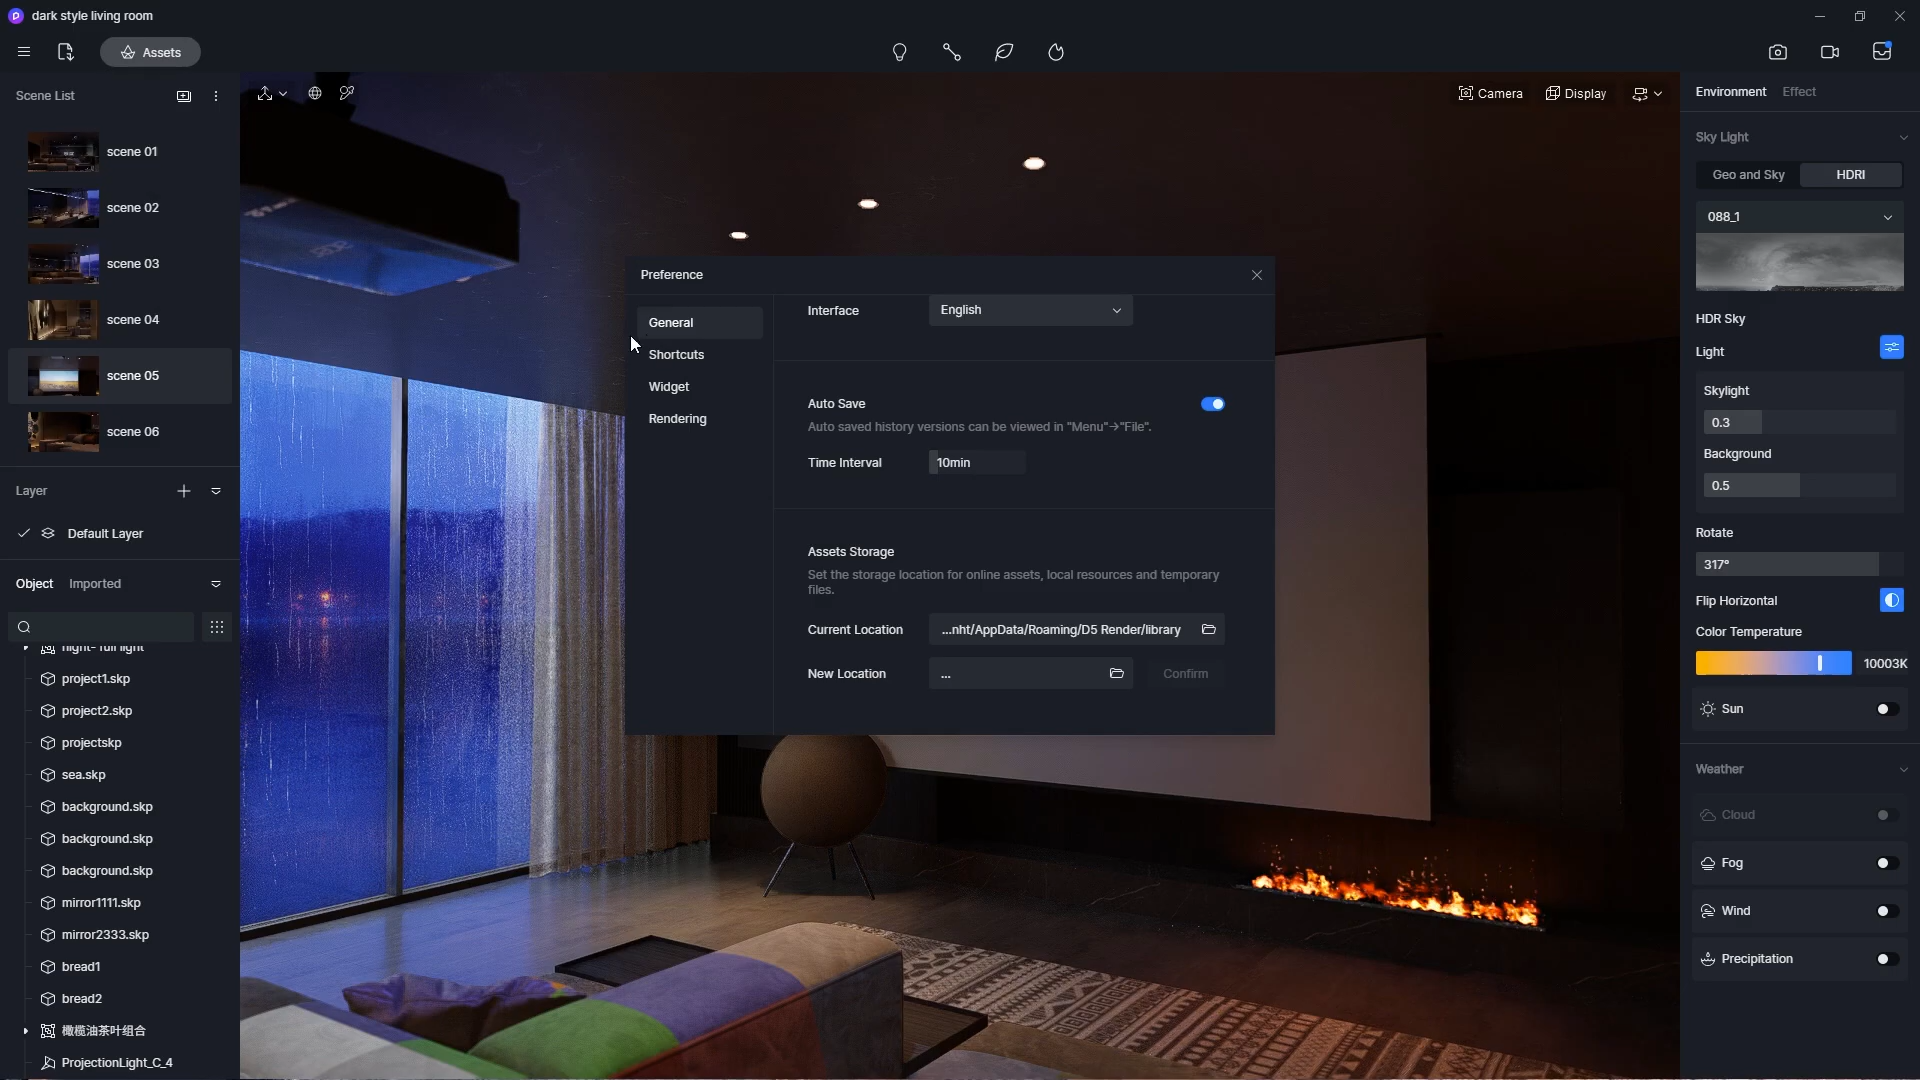 dark style living room
Assets
Scene List
scene 01
scene 02
scene 03
scene 04
scene 05
scene 06
Layer
Default Layer
Object Imported
night- full light
project1.skp
project2.skp
projectskp
sea.skp
background.skp
background.skp
background.skp
mirror1111.skp
mirror2333.skp
bread1
bread2
橄榄油茶叶组合
ProjectionLight_C_4
Camera
Display
Preference
General
Shortcuts
Widget
Rendering
Interface English
Auto Save
Auto saved history versions can be viewed in "Menu"→"File".
Time Interval 10min
Assets Storage
Set the storage location for online assets, local resources and temporary
files.
Current Location ...nht/AppData/Roaming/D5 Render/library
New Location ... Confirm
Environment Effect
Sky Light
Geo and Sky HDRI
088_1
HDR Sky
Light
Skylight
0.3
Background
0.5
Rotate
317°
Flip Horizontal
Color Temperature
10003K
Sun
Weather
Cloud
Fog
Wind
Precipitation